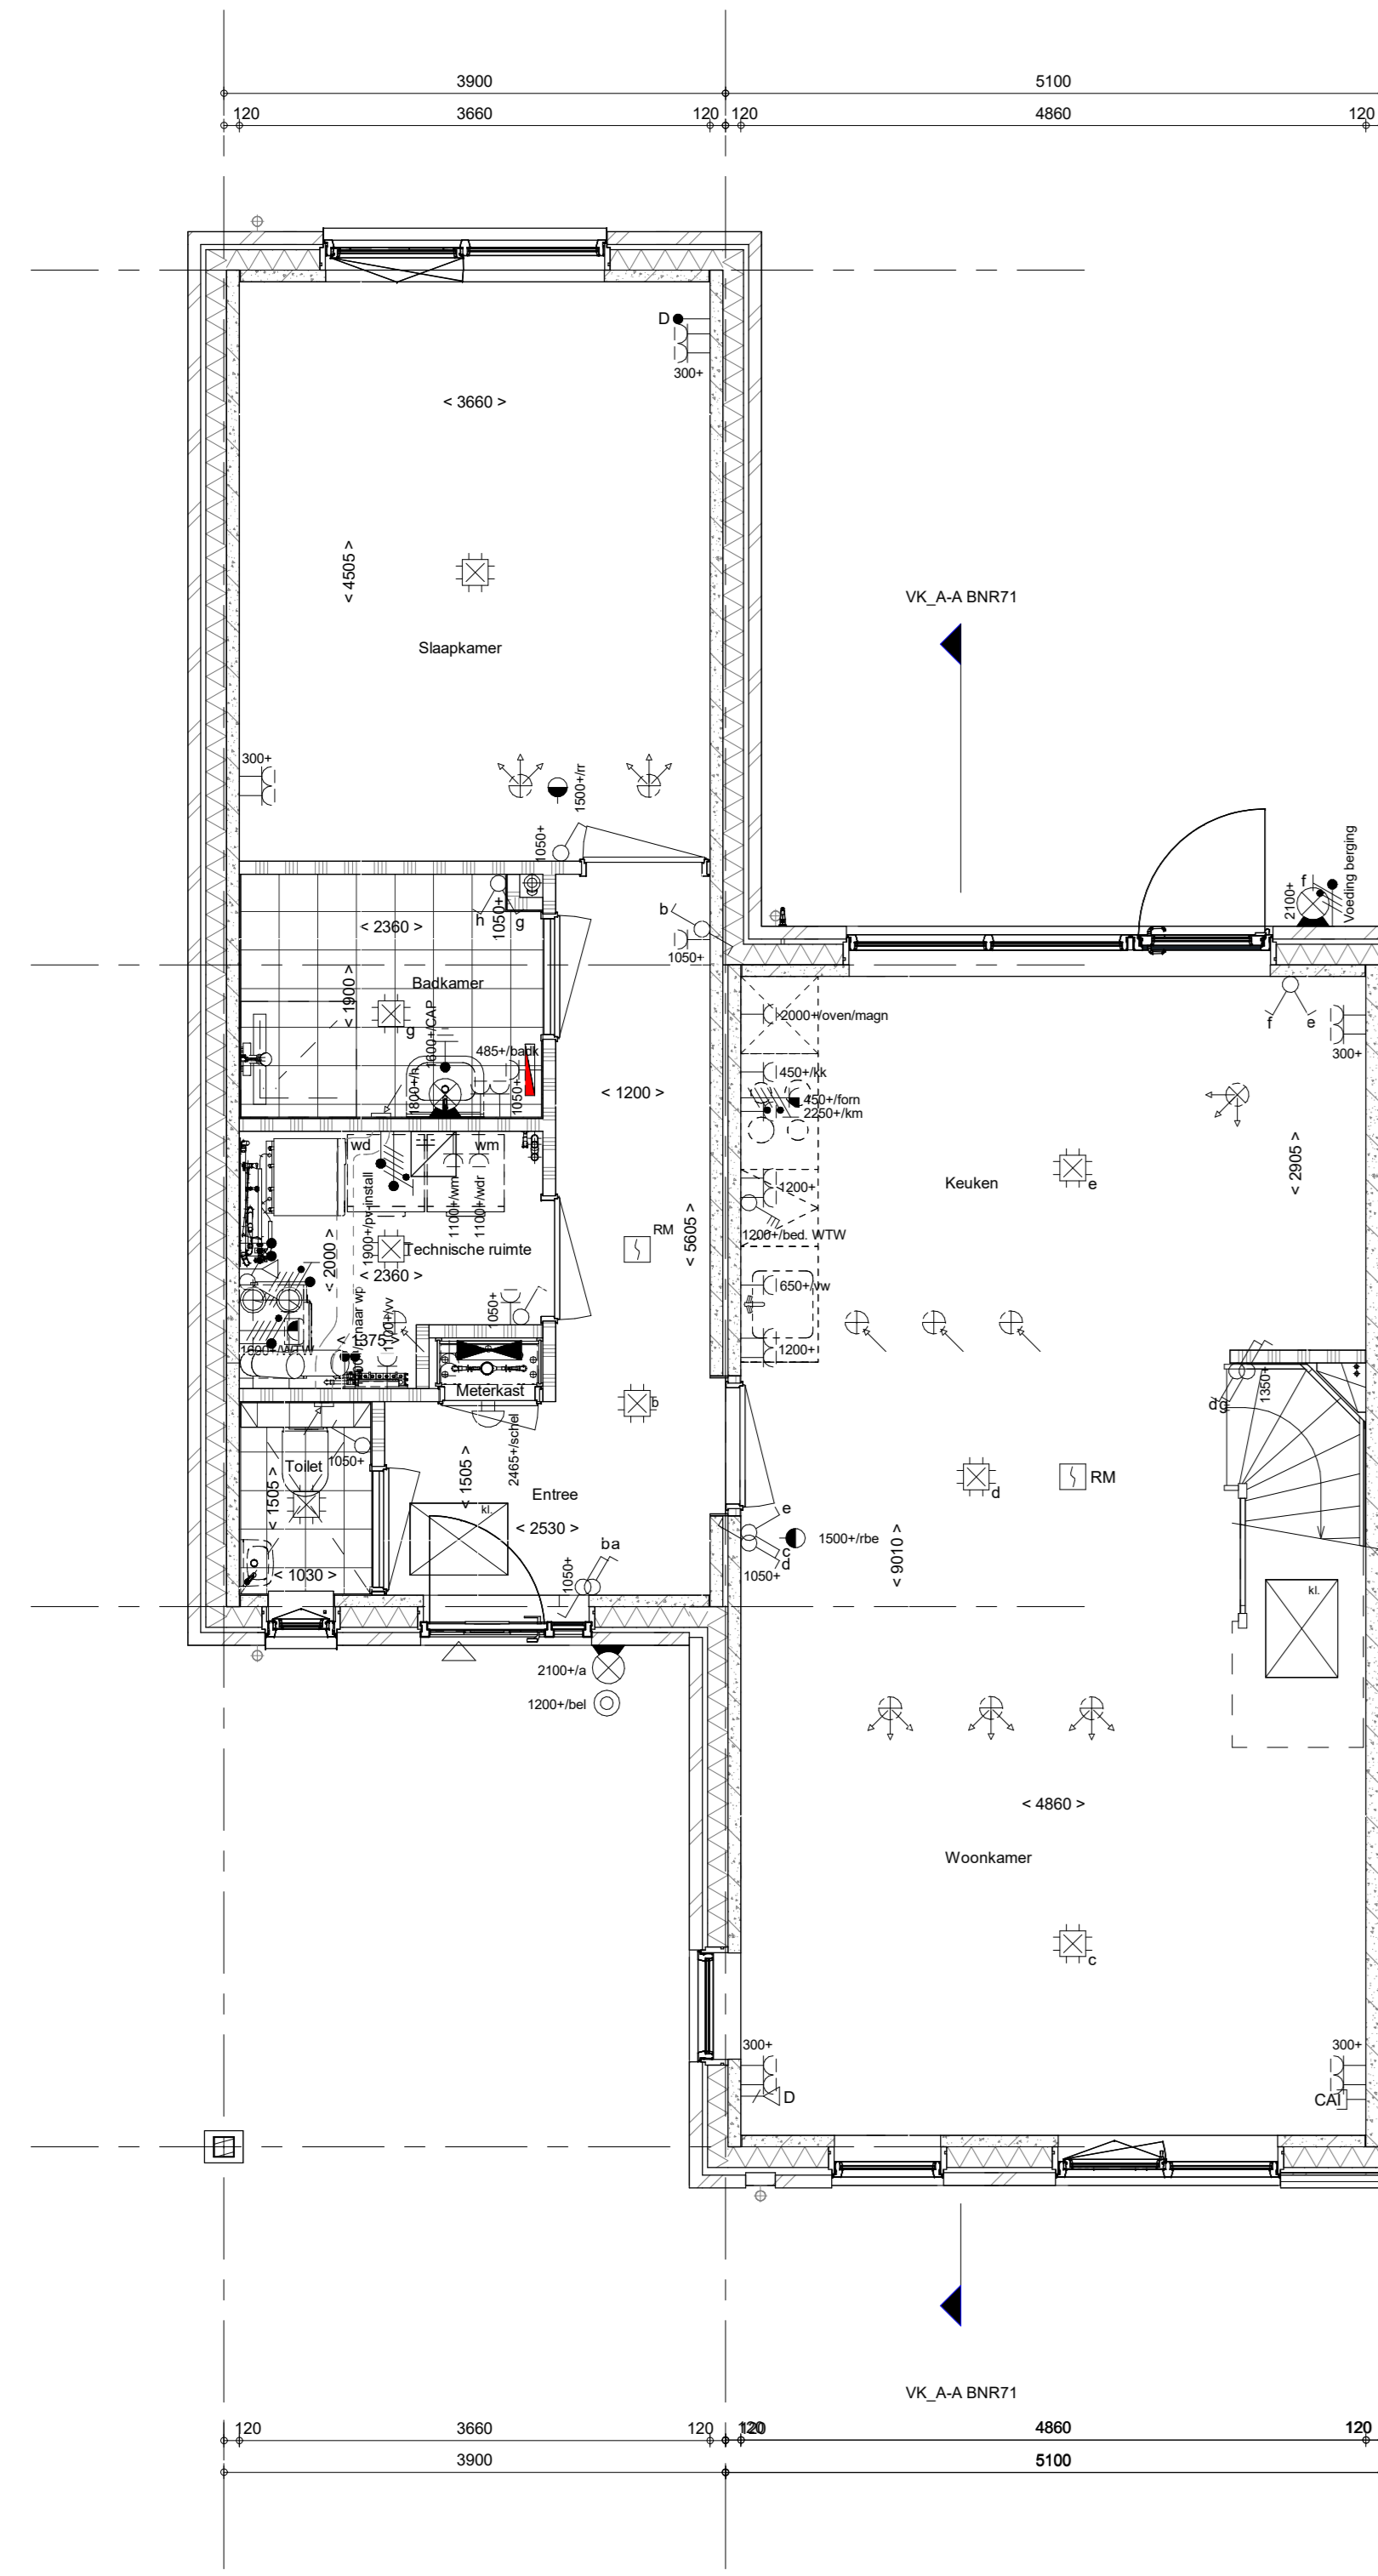 3900
5100
120
3660
120
120
4860
120
D
300+
< 3660 >
< 4505 >
VK_A-A BNR71
Slaapkamer
300+
1500+/rr
1050+
Voeding berging
2100+
f
h
1050+
g
b
1050+
< 2360 >
< 1900 >
Badkamer
g
1600+/CAP
485+/badk
1800+/h
1050+
< 1200 >
2000+/oven/magn
450+/kk
450+/forn
2250+/km
f
e
300+
wd
wm
1900+/pv-install
1100+/wm
1100+/wdr
Technische ruimte
< 2000 >
< 2360 >
RM
< 5605 >
1200+
1200+/bed. WTW
650+/vw
1200+
Keuken
e
< 2905 >
1050+
1600+/WTW
< 1375 >
1100+/vv
Meterkast
b
2465+/schel
1350+
dg
Toilet
1050+
< 1505 >
< 1505 >
Entree
kl.
< 2530 >
< 1030 >
1050+
ba
d
RM
e
c
d
1050+
1500+/rbe
< 9010 >
kl.
2100+/a
1200+/bel
< 4860 >
Woonkamer
c
300+
D
300+
CAI
VK_A-A BNR71
120
3660
120
120
4860
120
3900
5100